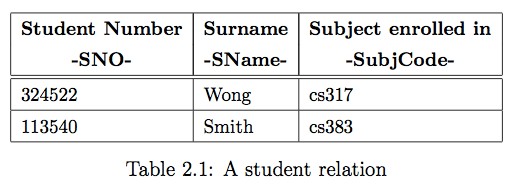 Student Number Surname Subject enrolled in
-SNO- -SName- -SubjCode-
324522 Wong cs317
113540 Smith cs383
Table 2.1: A student relation